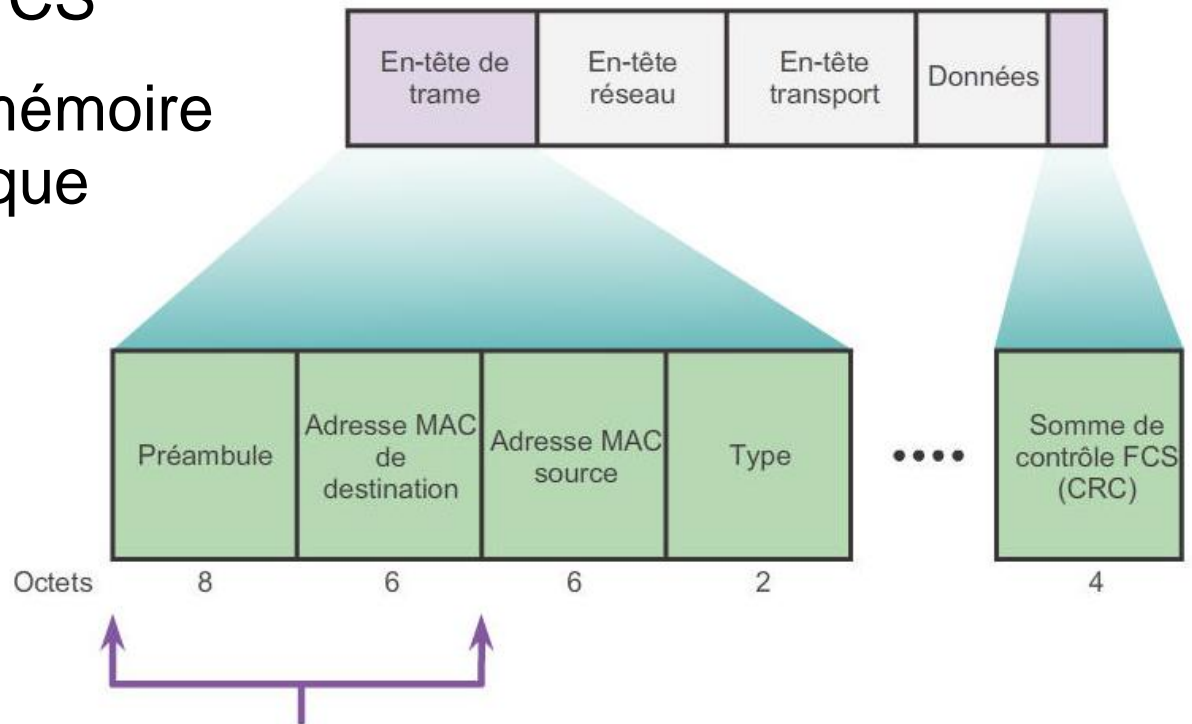 CS
émoire
que
En-tête de
trame
En-tête
réseau
En-tête
transport
Données
Préambule
Adresse MAC
de
destination
Adresse MAC
source
Type
Somme de
contrôle FCS
(CRC)
Octets 8 6 6 2 4